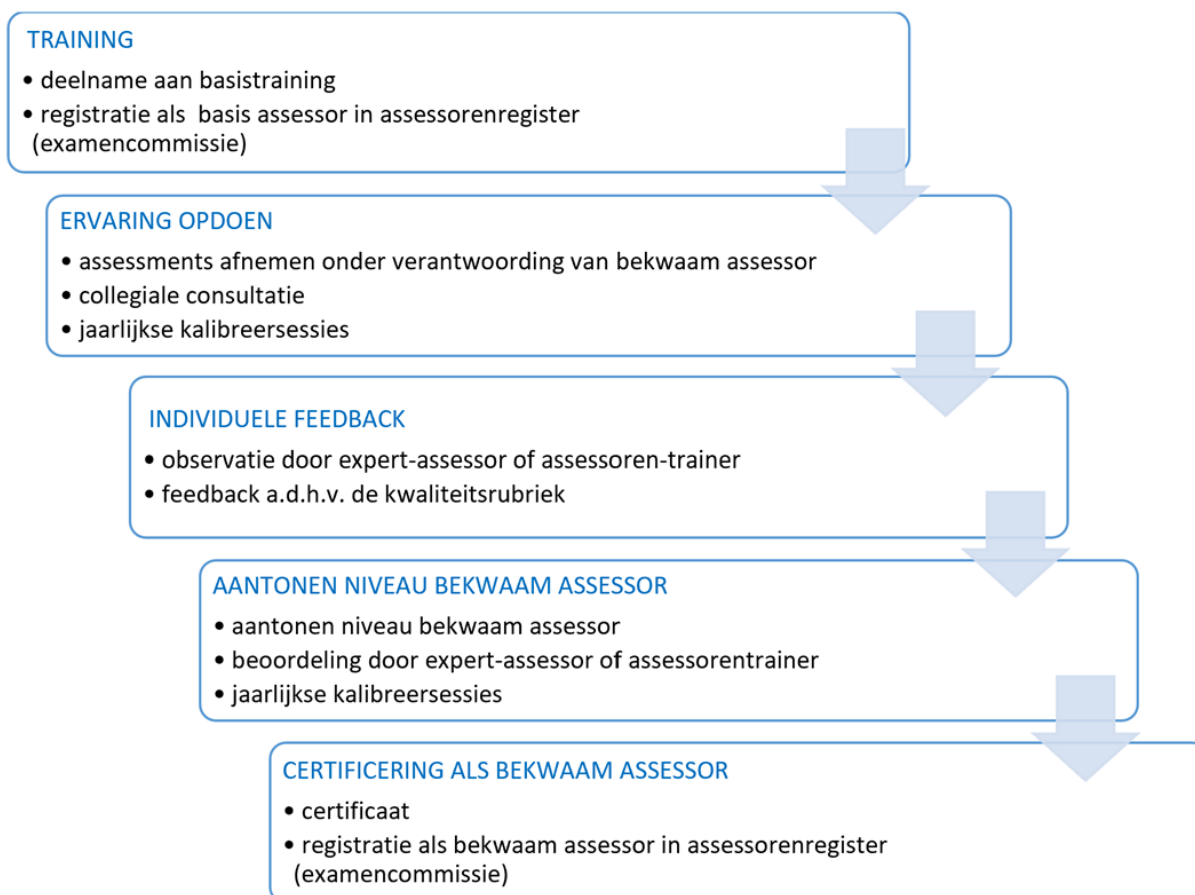 TRAINING
• deelname aan basistraining
• registratie als basis assessor in assessorenregister
(examencommissie)
ERVARING OPDOEN
• assessments afnemen onder verantwoording van bekwaam assessor
• collegiale consultatie
• jaarlijkse kalibreersessies
INDIVIDUELE FEEDBACK
• observatie door expert-assessor of assessoren-trainer
• feedback a.d.h.v. de kwaliteitsrubriek
AANTONEN NIVEAU BEKWAAM ASSESSOR
• aantonen niveau bekwaam assessor
• beoordeling door expert-assessor of assessorentrainer
• jaarlijkse kalibreersessies
CERTIFICERING ALS BEKWAAM ASSESSOR
• certificaat
• registratie als bekwaam assessor in assessorenregister
(examencommissie)